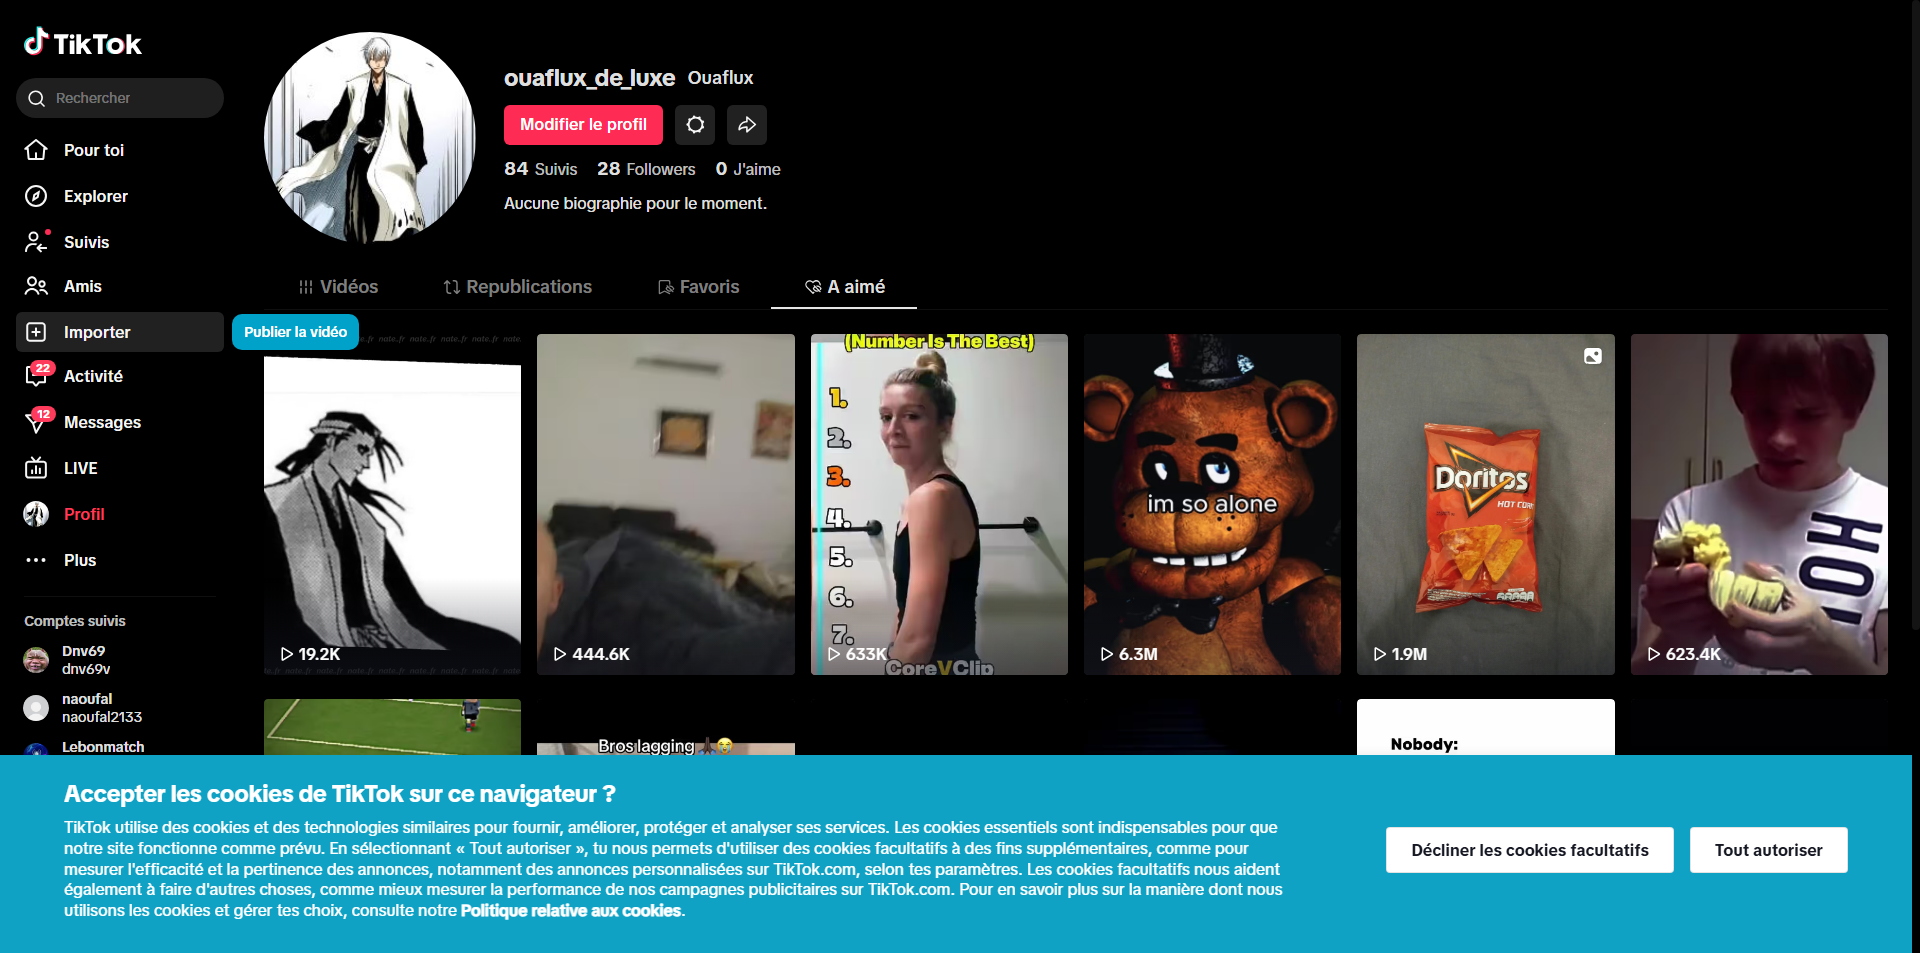 TikTok
Rechercher
Pour toi
Explorer
Suivis
Amis
Importer
Publier la vidéo
22
Activité
12
Messages
LIVE
Profil
Plus
Comptes suivis
Dnv69
dnv69v
naoufal
naoufal2133
Lebonmatch
ouaflux_de_luxe Ouaflux
Modifier le profil
84 Suivis 28 Followers 0 J'aime
Aucune biographie pour le moment.
Vidéos Republications Favoris A aimé
nate.fr nate.fr nate.fr
19.2K
444.6K
(Number Is The Best)
1.
2.
3.
4.
5.
6.
7.
633K
CoreVClip
im so alone
6.3M
Doritos
HOT CORN
1.9M
HOH
623.4K
Bros lagging
Nobody:
Accepter les cookies de TikTok sur ce navigateur ?
TikTok utilise des cookies et des technologies similaires pour fournir, améliorer, protéger et analyser ses services. Les cookies essentiels sont indispensables pour que
notre site fonctionne comme prévu. En sélectionnant « Tout autoriser », tu nous permets d'utiliser des cookies facultatifs à des fins supplémentaires, comme pour
mesurer l'efficacité et la pertinence des annonces, notamment des annonces personnalisées sur TikTok.com, selon tes paramètres. Les cookies facultatifs nous aident
également à faire d'autres choses, comme mieux mesurer la performance de nos campagnes publicitaires sur TikTok.com. Pour en savoir plus sur la manière dont nous
utilisons les cookies et gérer tes choix, consulte notre Politique relative aux cookies.
Décliner les cookies facultatifs
Tout autoriser